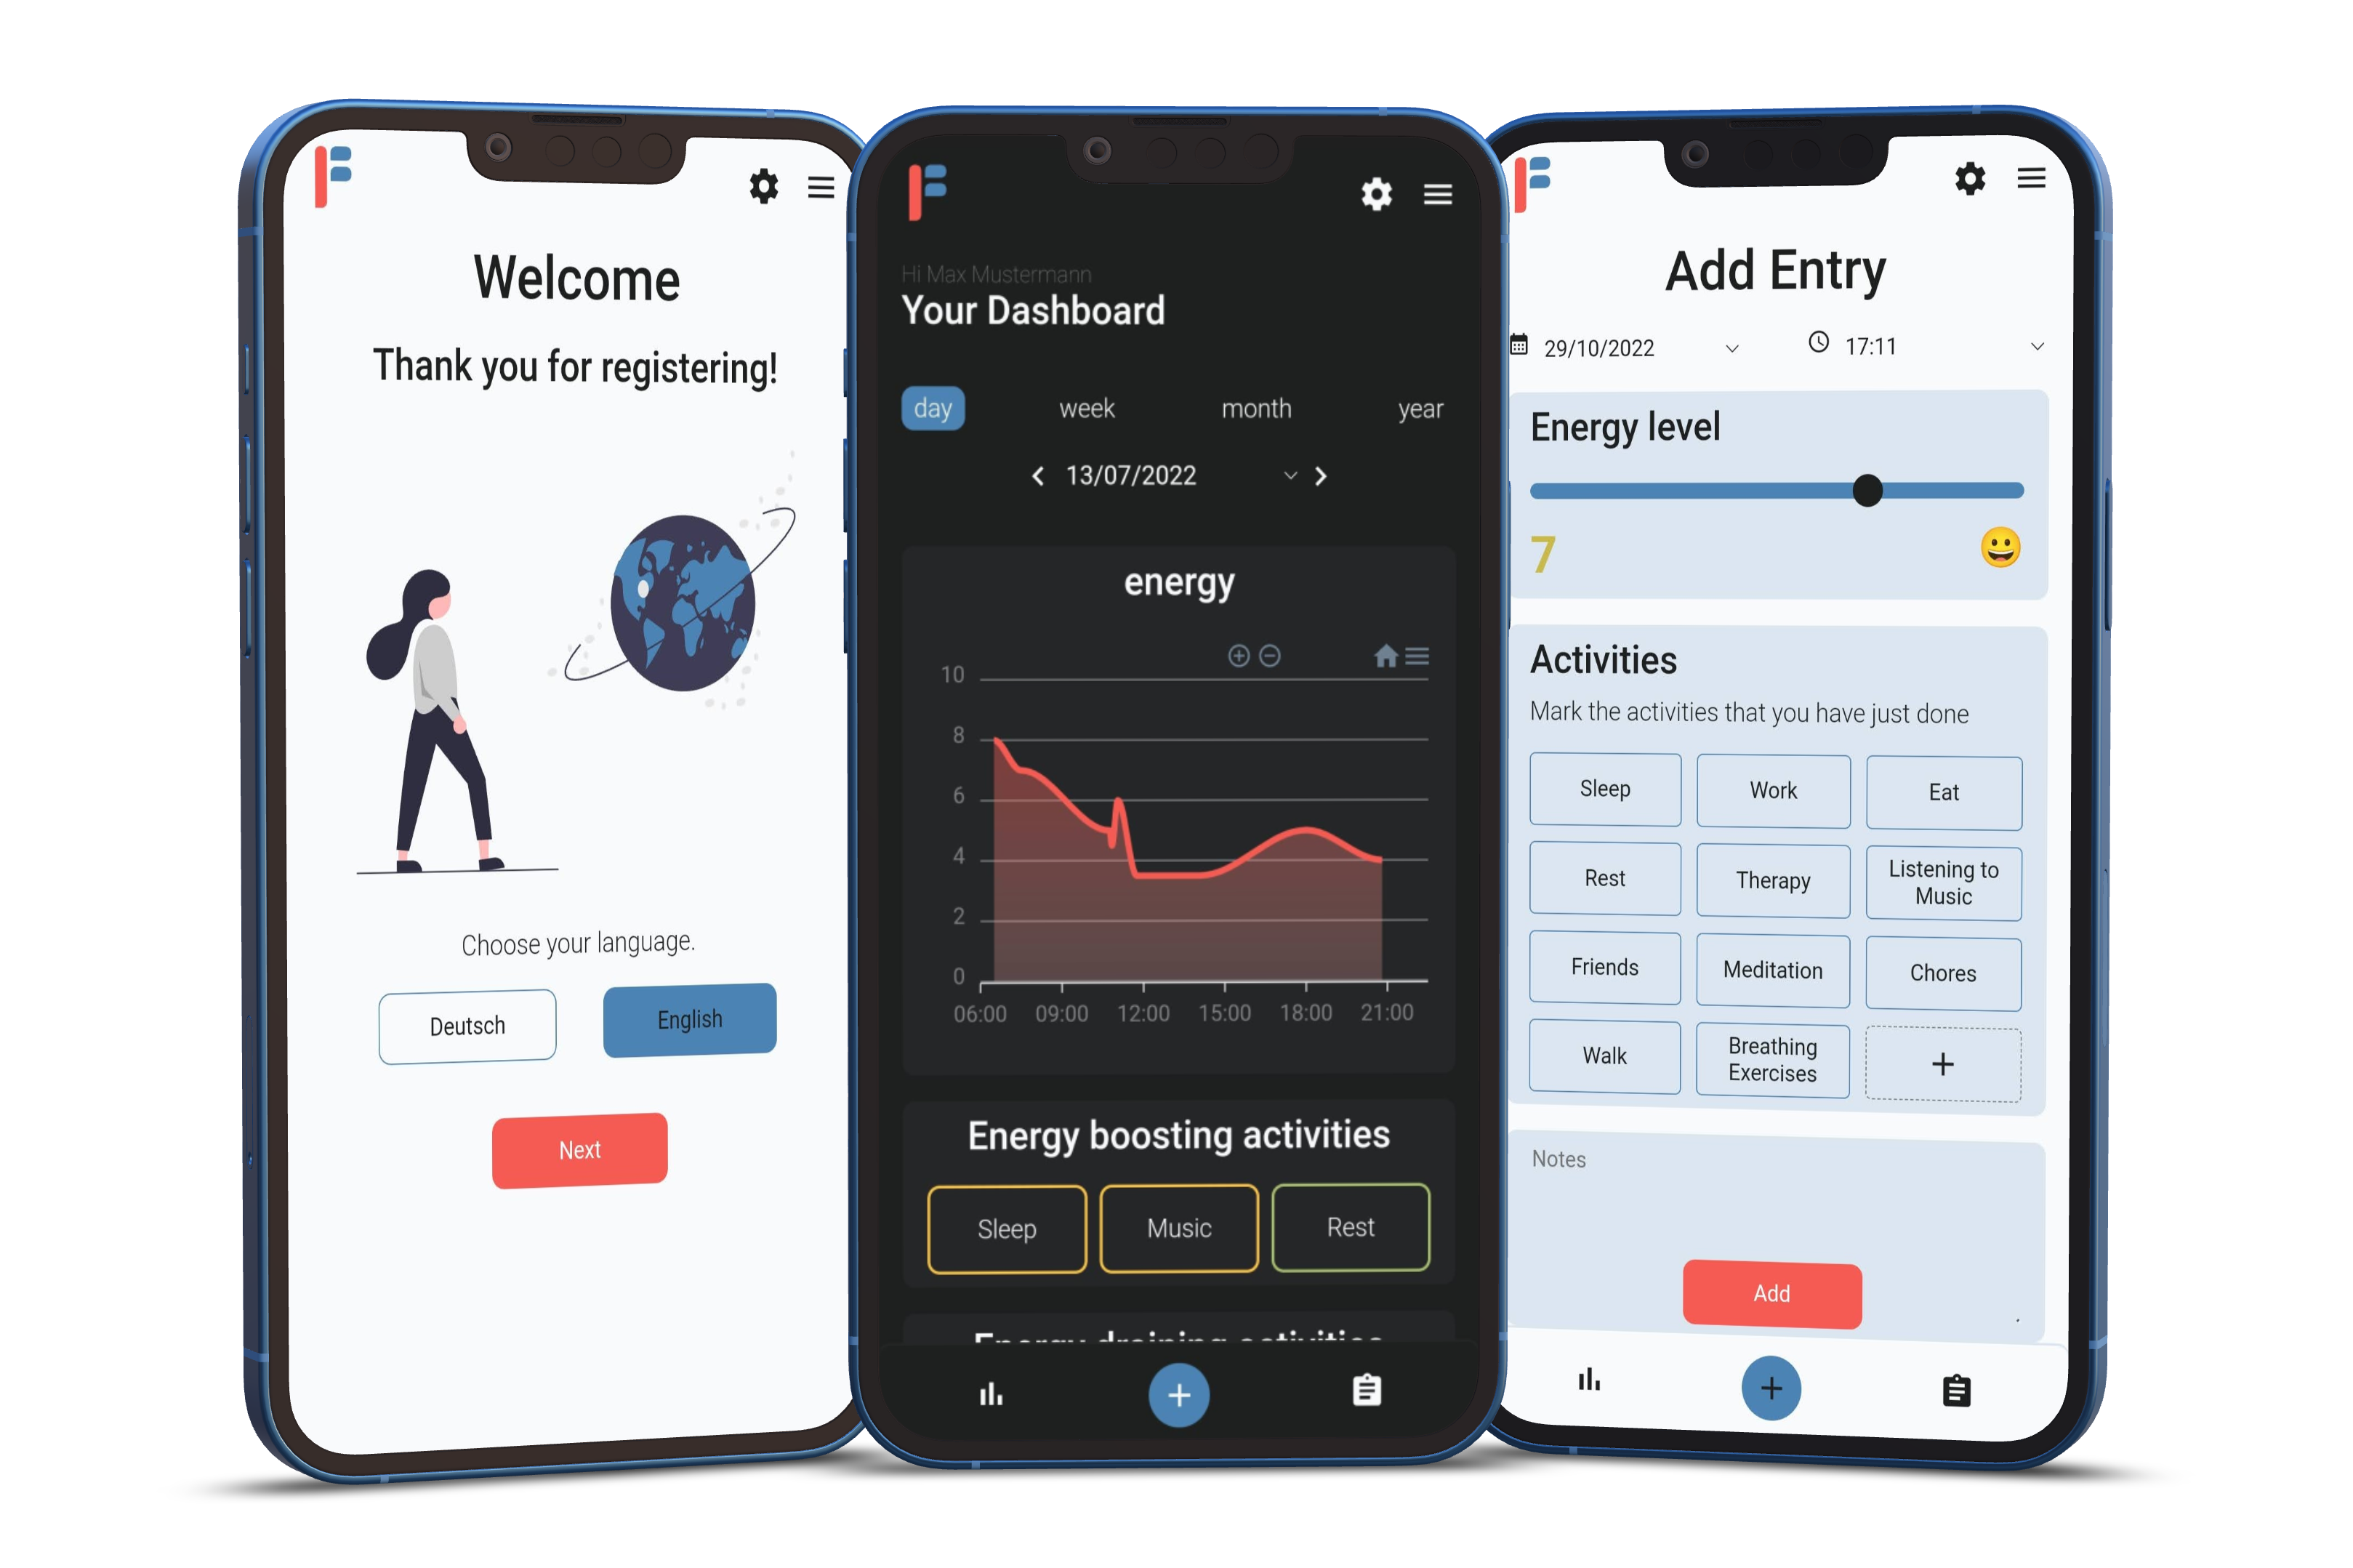 Welcome
Thank you for registering!
Choose your language.
Deutsch
English
Next
Hi Max Mustermann
Your Dashboard
day
week
month
year
13/07/2022
energy
10
8
6
4
2
0
06:00
09:00
12:00
15:00
18:00
21:00
Energy boosting activities
Sleep
Music
Rest
Energy draining activities
Add Entry
29/10/2022
17:11
Energy level
7
Activities
Mark the activities that you have just done
Sleep
Work
Eat
Rest
Therapy
Listening to
Music
Friends
Meditation
Chores
Walk
Breathing
Exercises
Notes
Add